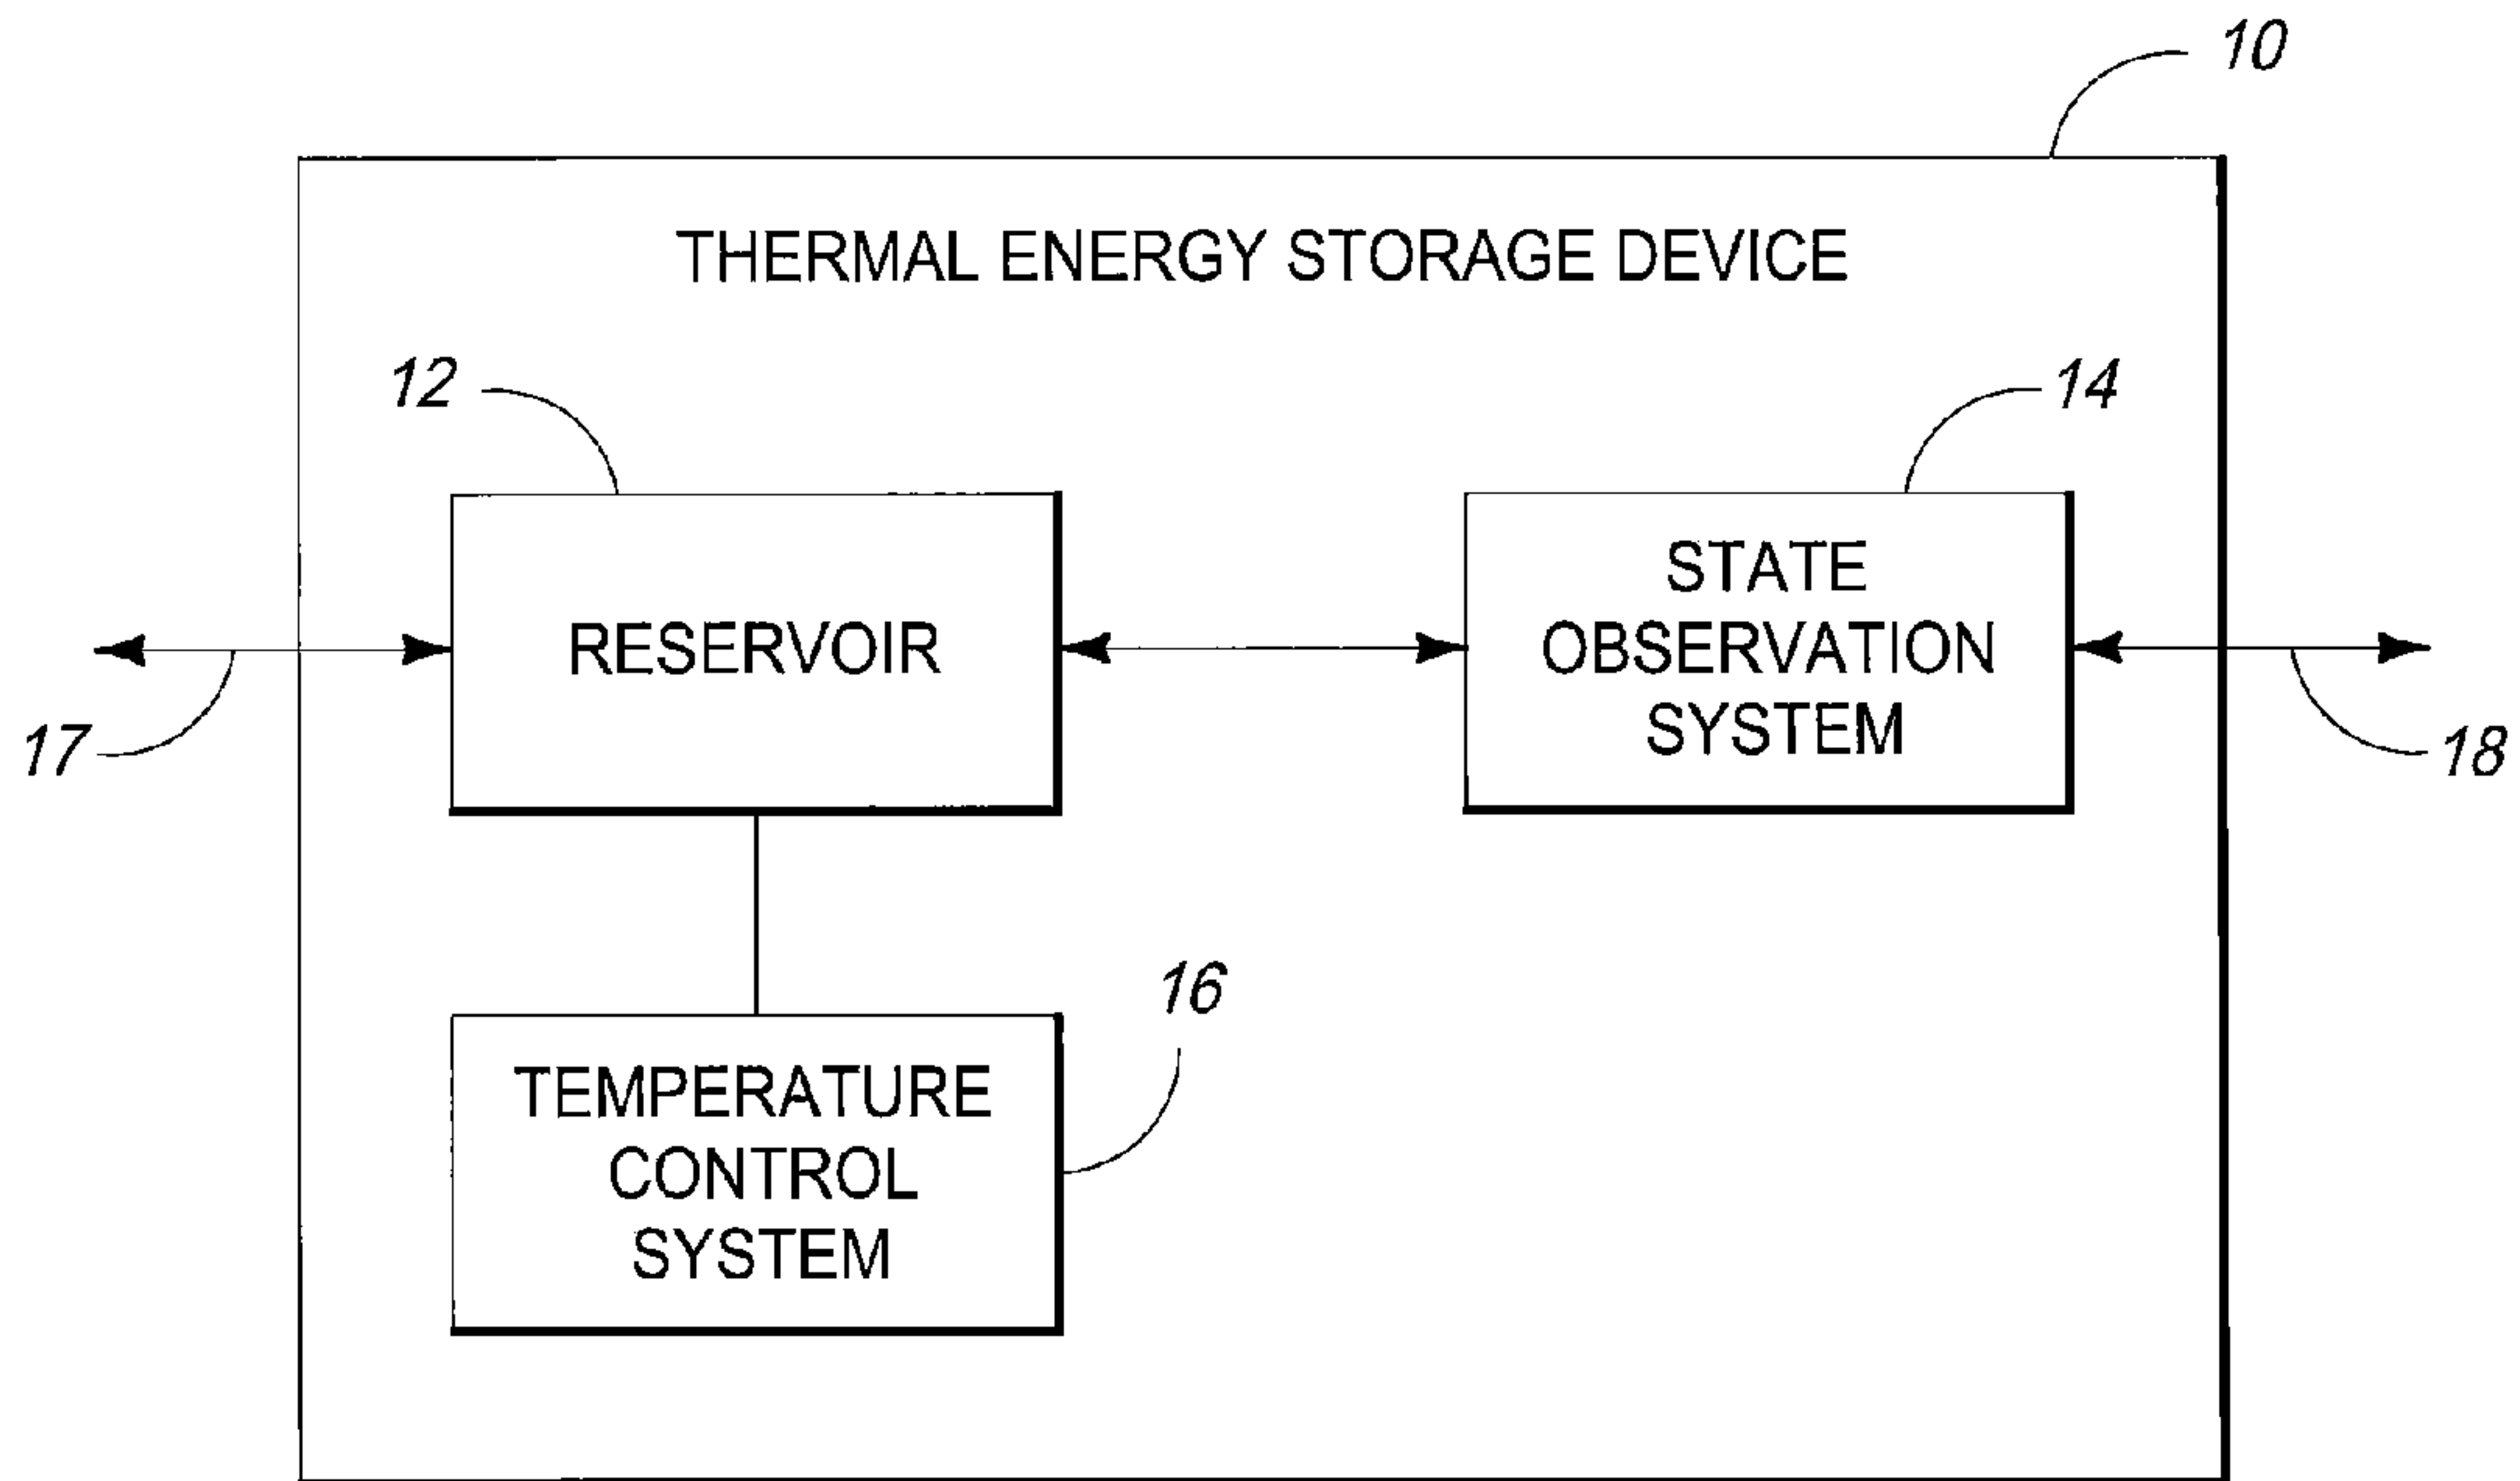 10
THERMAL ENERGY STORAGE DEVICE
12
14
RESERVOIR
STATE
OBSERVATION
SYSTEM
17
18
16
TEMPERATURE
CONTROL
SYSTEM